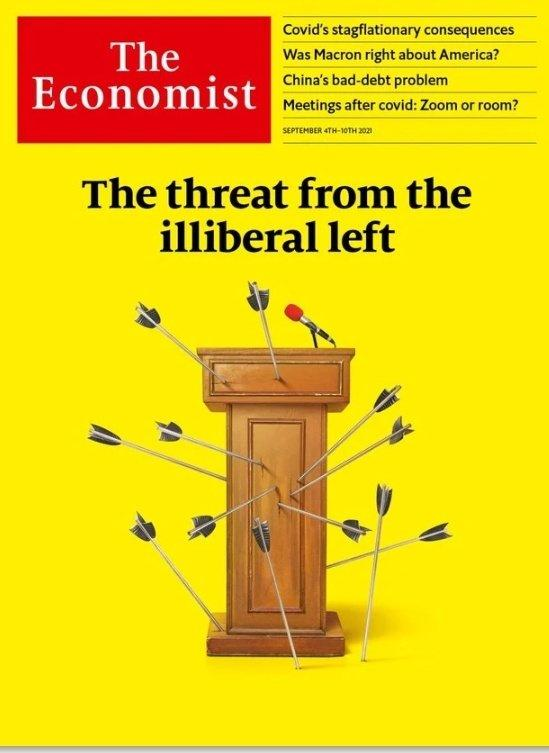 The
Economist
Covid's stagflationary consequences
Was Macron right about America?
China's bad-debt problem
Meetings after covid: Zoom or room?
SEPTEMBER 4TH–10TH 2021
The threat from the
illiberal left